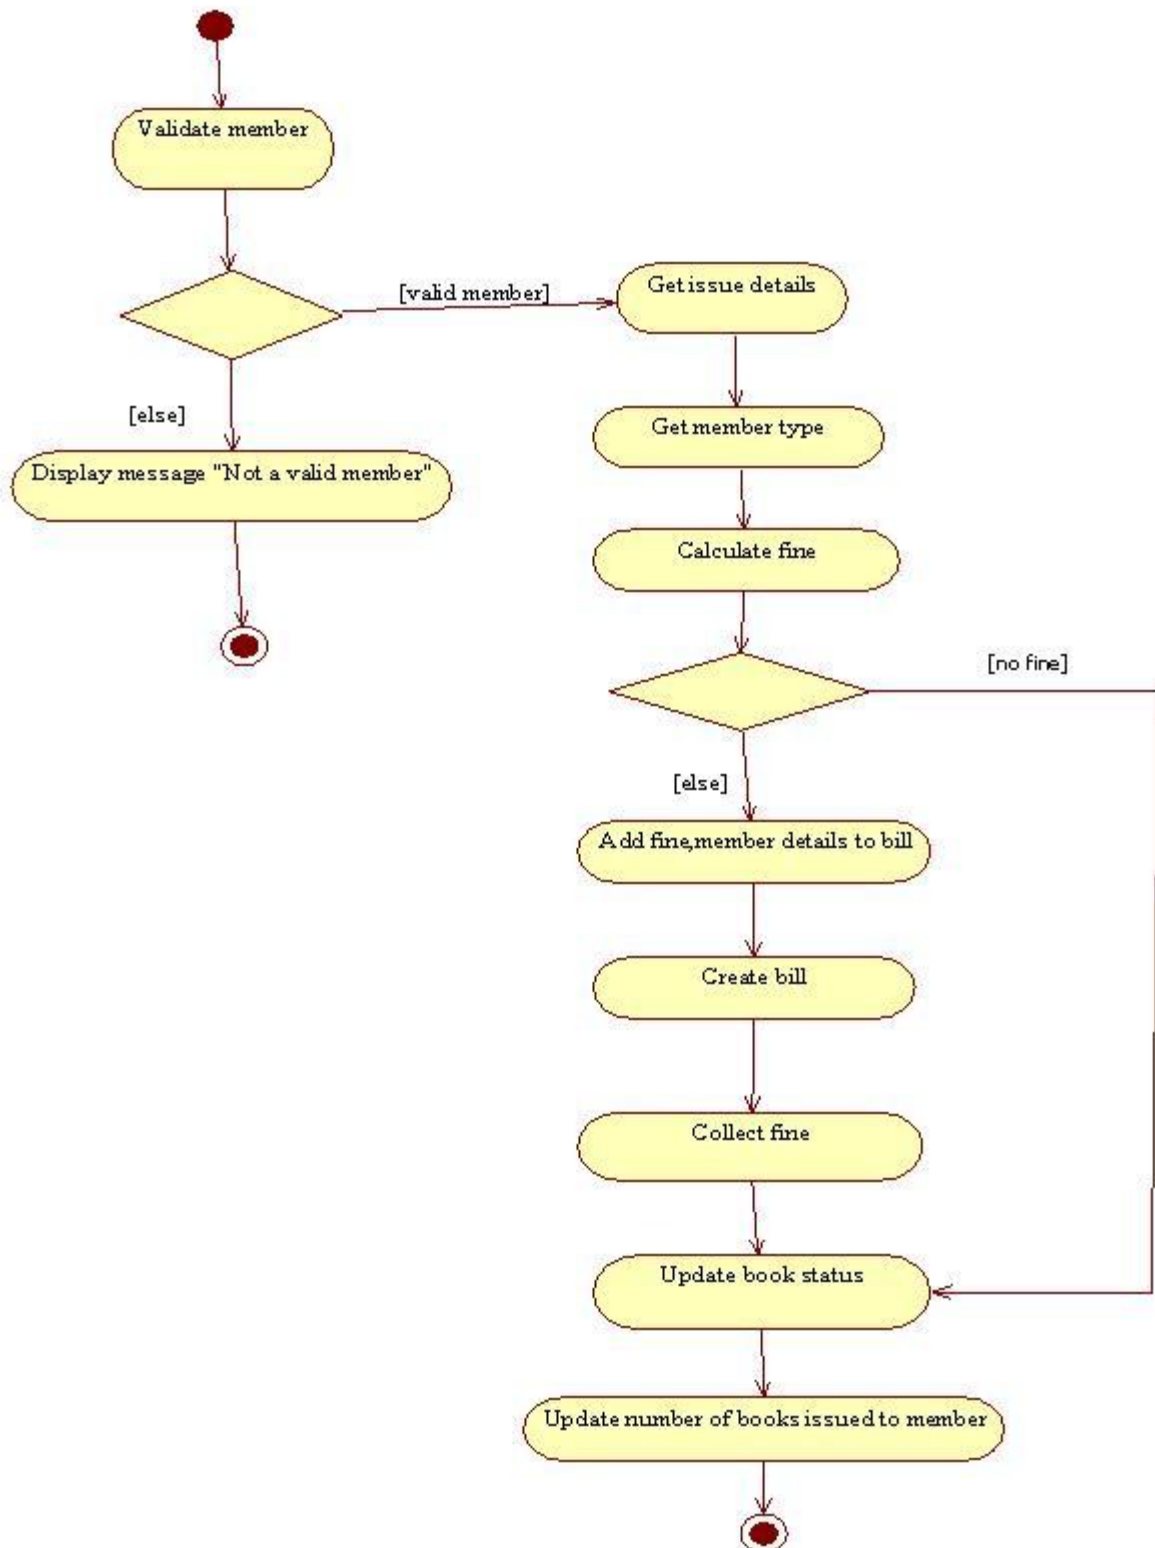 Validate member
[valid member]
Get issue details
[else]
Get member type
Display message "Not a valid member"
Calculate fine
[no fine]
[else]
Add fine,member details to bill
Create bill
Collect fine
Update book status
Update number of books issued to member